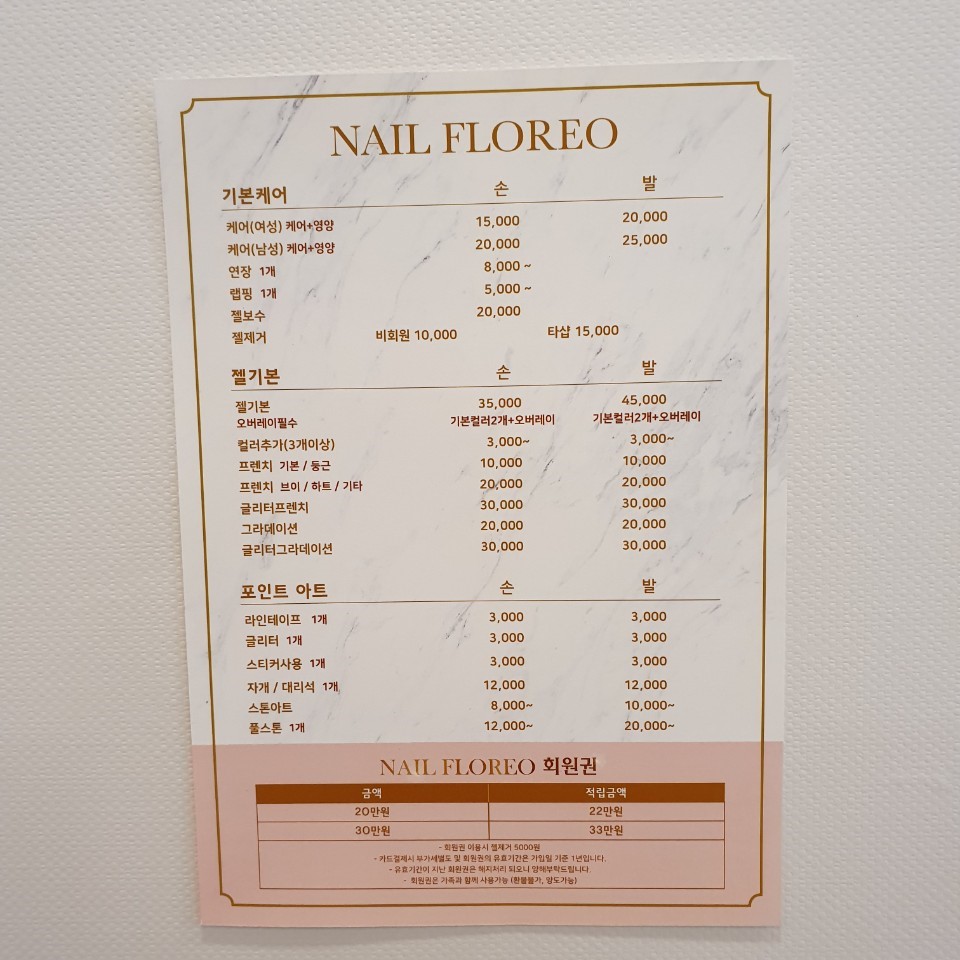 NAIL FLOREO
기본케어 손 발
케어(여성) 케어+영양 15,000 20,000
케어(남성) 케어+영양 20,000 25,000
연장 1개 8,000 ~
랩핑 1개 5,000 ~
젤보수 20,000
젤제거 비회원 10,000 타샵 15,000
젤기본 손 발
젤기본 35,000 45,000
오버레이필수 기본컬러2개+오버레이 기본컬러2개+오버레이
컬러추가(3개이상) 3,000~ 3,000~
프렌치 기본 / 둥근 10,000 10,000
프렌치 브이 / 하트 / 기타 20,000 20,000
글리터프렌치 30,000 30,000
그라데이션 20,000 20,000
글리터그라데이션 30,000 30,000
포인트 아트 손 발
라인테이프 1개 3,000 3,000
글리터 1개 3,000 3,000
스티커사용 1개 3,000 3,000
자개 / 대리석 1개 12,000 12,000
스톤아트 8,000~ 10,000~
풀스톤 1개 12,000~ 20,000~
NAIL FLOREO 회원권
금액 적립금액
20만원 22만원
30만원 33만원
- 회원권 이용시 젤제거 5000원
- 카드결제시 부가세별도 및 회원권의 유효기간은 가입일 기준 1년입니다.
- 유효기간이 지난 회원권은 해지처리 되오니 양해부탁드립니다.
- 회원권은 가족과 함께 사용가능 (환불불가, 양도가능)